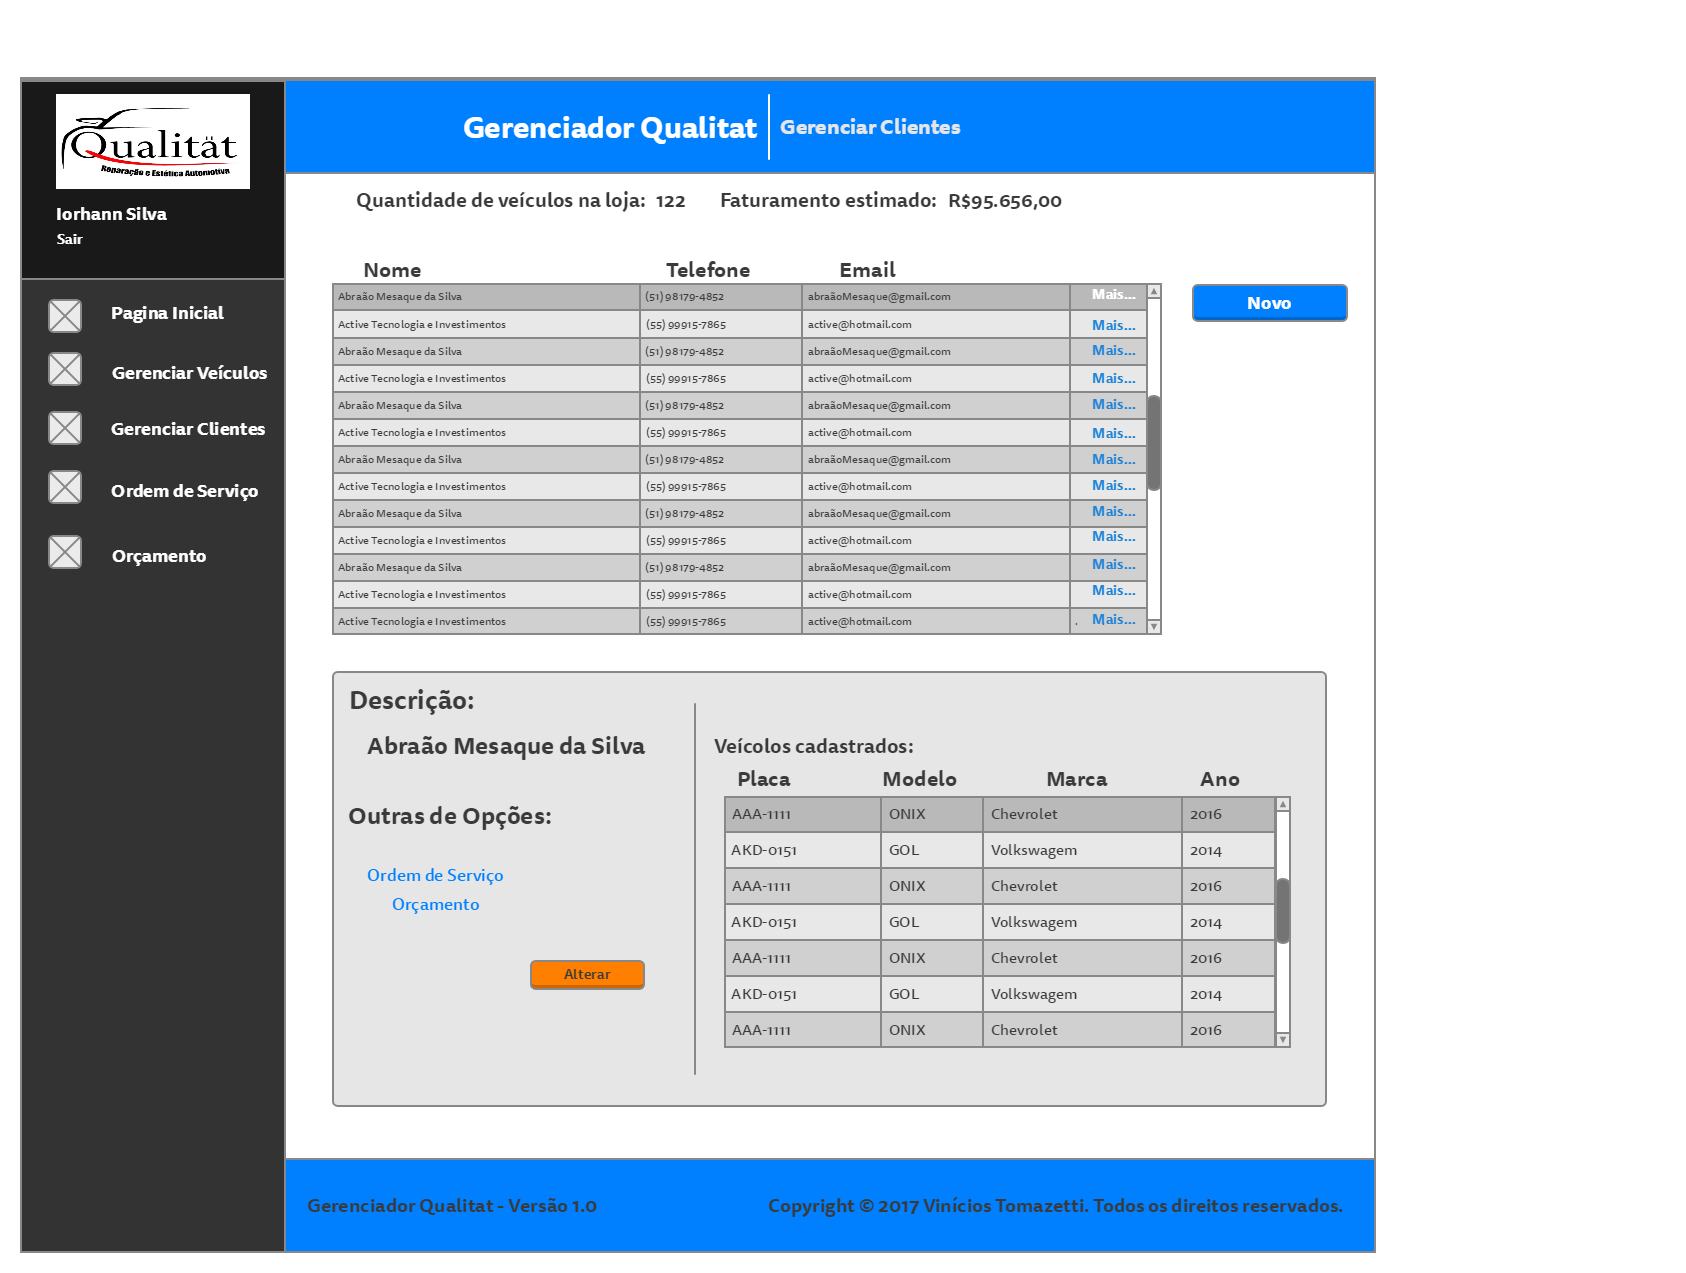 Qualität
Reparação e Estética Automotiva
Iorhann Silva
Sair
Pagina Inicial
Gerenciar Veículos
Gerenciar Clientes
Ordem de Serviço
Orçamento
Gerenciador Qualitat Gerenciar Clientes
Quantidade de veículos na loja: 122 Faturamento estimado: R$95.656,00
Nome Telefone Email
Abraão Mesaque da Silva (51) 98179-4852 abraãoMesaque@gmail.com Mais...
Active Tecnologia e Investimentos (55) 99915-7865 active@hotmail.com Mais...
Abraão Mesaque da Silva (51) 98179-4852 abraãoMesaque@gmail.com Mais...
Active Tecnologia e Investimentos (55) 99915-7865 active@hotmail.com Mais...
Abraão Mesaque da Silva (51) 98179-4852 abraãoMesaque@gmail.com Mais...
Active Tecnologia e Investimentos (55) 99915-7865 active@hotmail.com Mais...
Abraão Mesaque da Silva (51) 98179-4852 abraãoMesaque@gmail.com Mais...
Active Tecnologia e Investimentos (55) 99915-7865 active@hotmail.com Mais...
Abraão Mesaque da Silva (51) 98179-4852 abraãoMesaque@gmail.com Mais...
Active Tecnologia e Investimentos (55) 99915-7865 active@hotmail.com Mais...
Abraão Mesaque da Silva (51) 98179-4852 abraãoMesaque@gmail.com Mais...
Active Tecnologia e Investimentos (55) 99915-7865 active@hotmail.com Mais...
Active Tecnologia e Investimentos (55) 99915-7865 active@hotmail.com . Mais...
Novo
Descrição:
Abraão Mesaque da Silva
Outras de Opções:
Ordem de Serviço
Orçamento
Alterar
Veícolos cadastrados:
Placa Modelo Marca Ano
AAA-1111 ONIX Chevrolet 2016
AKD-0151 GOL Volkswagem 2014
AAA-1111 ONIX Chevrolet 2016
AKD-0151 GOL Volkswagem 2014
AAA-1111 ONIX Chevrolet 2016
AKD-0151 GOL Volkswagem 2014
AAA-1111 ONIX Chevrolet 2016
Gerenciador Qualitat - Versão 1.0 Copyright © 2017 Vinícios Tomazetti. Todos os direitos reservados.